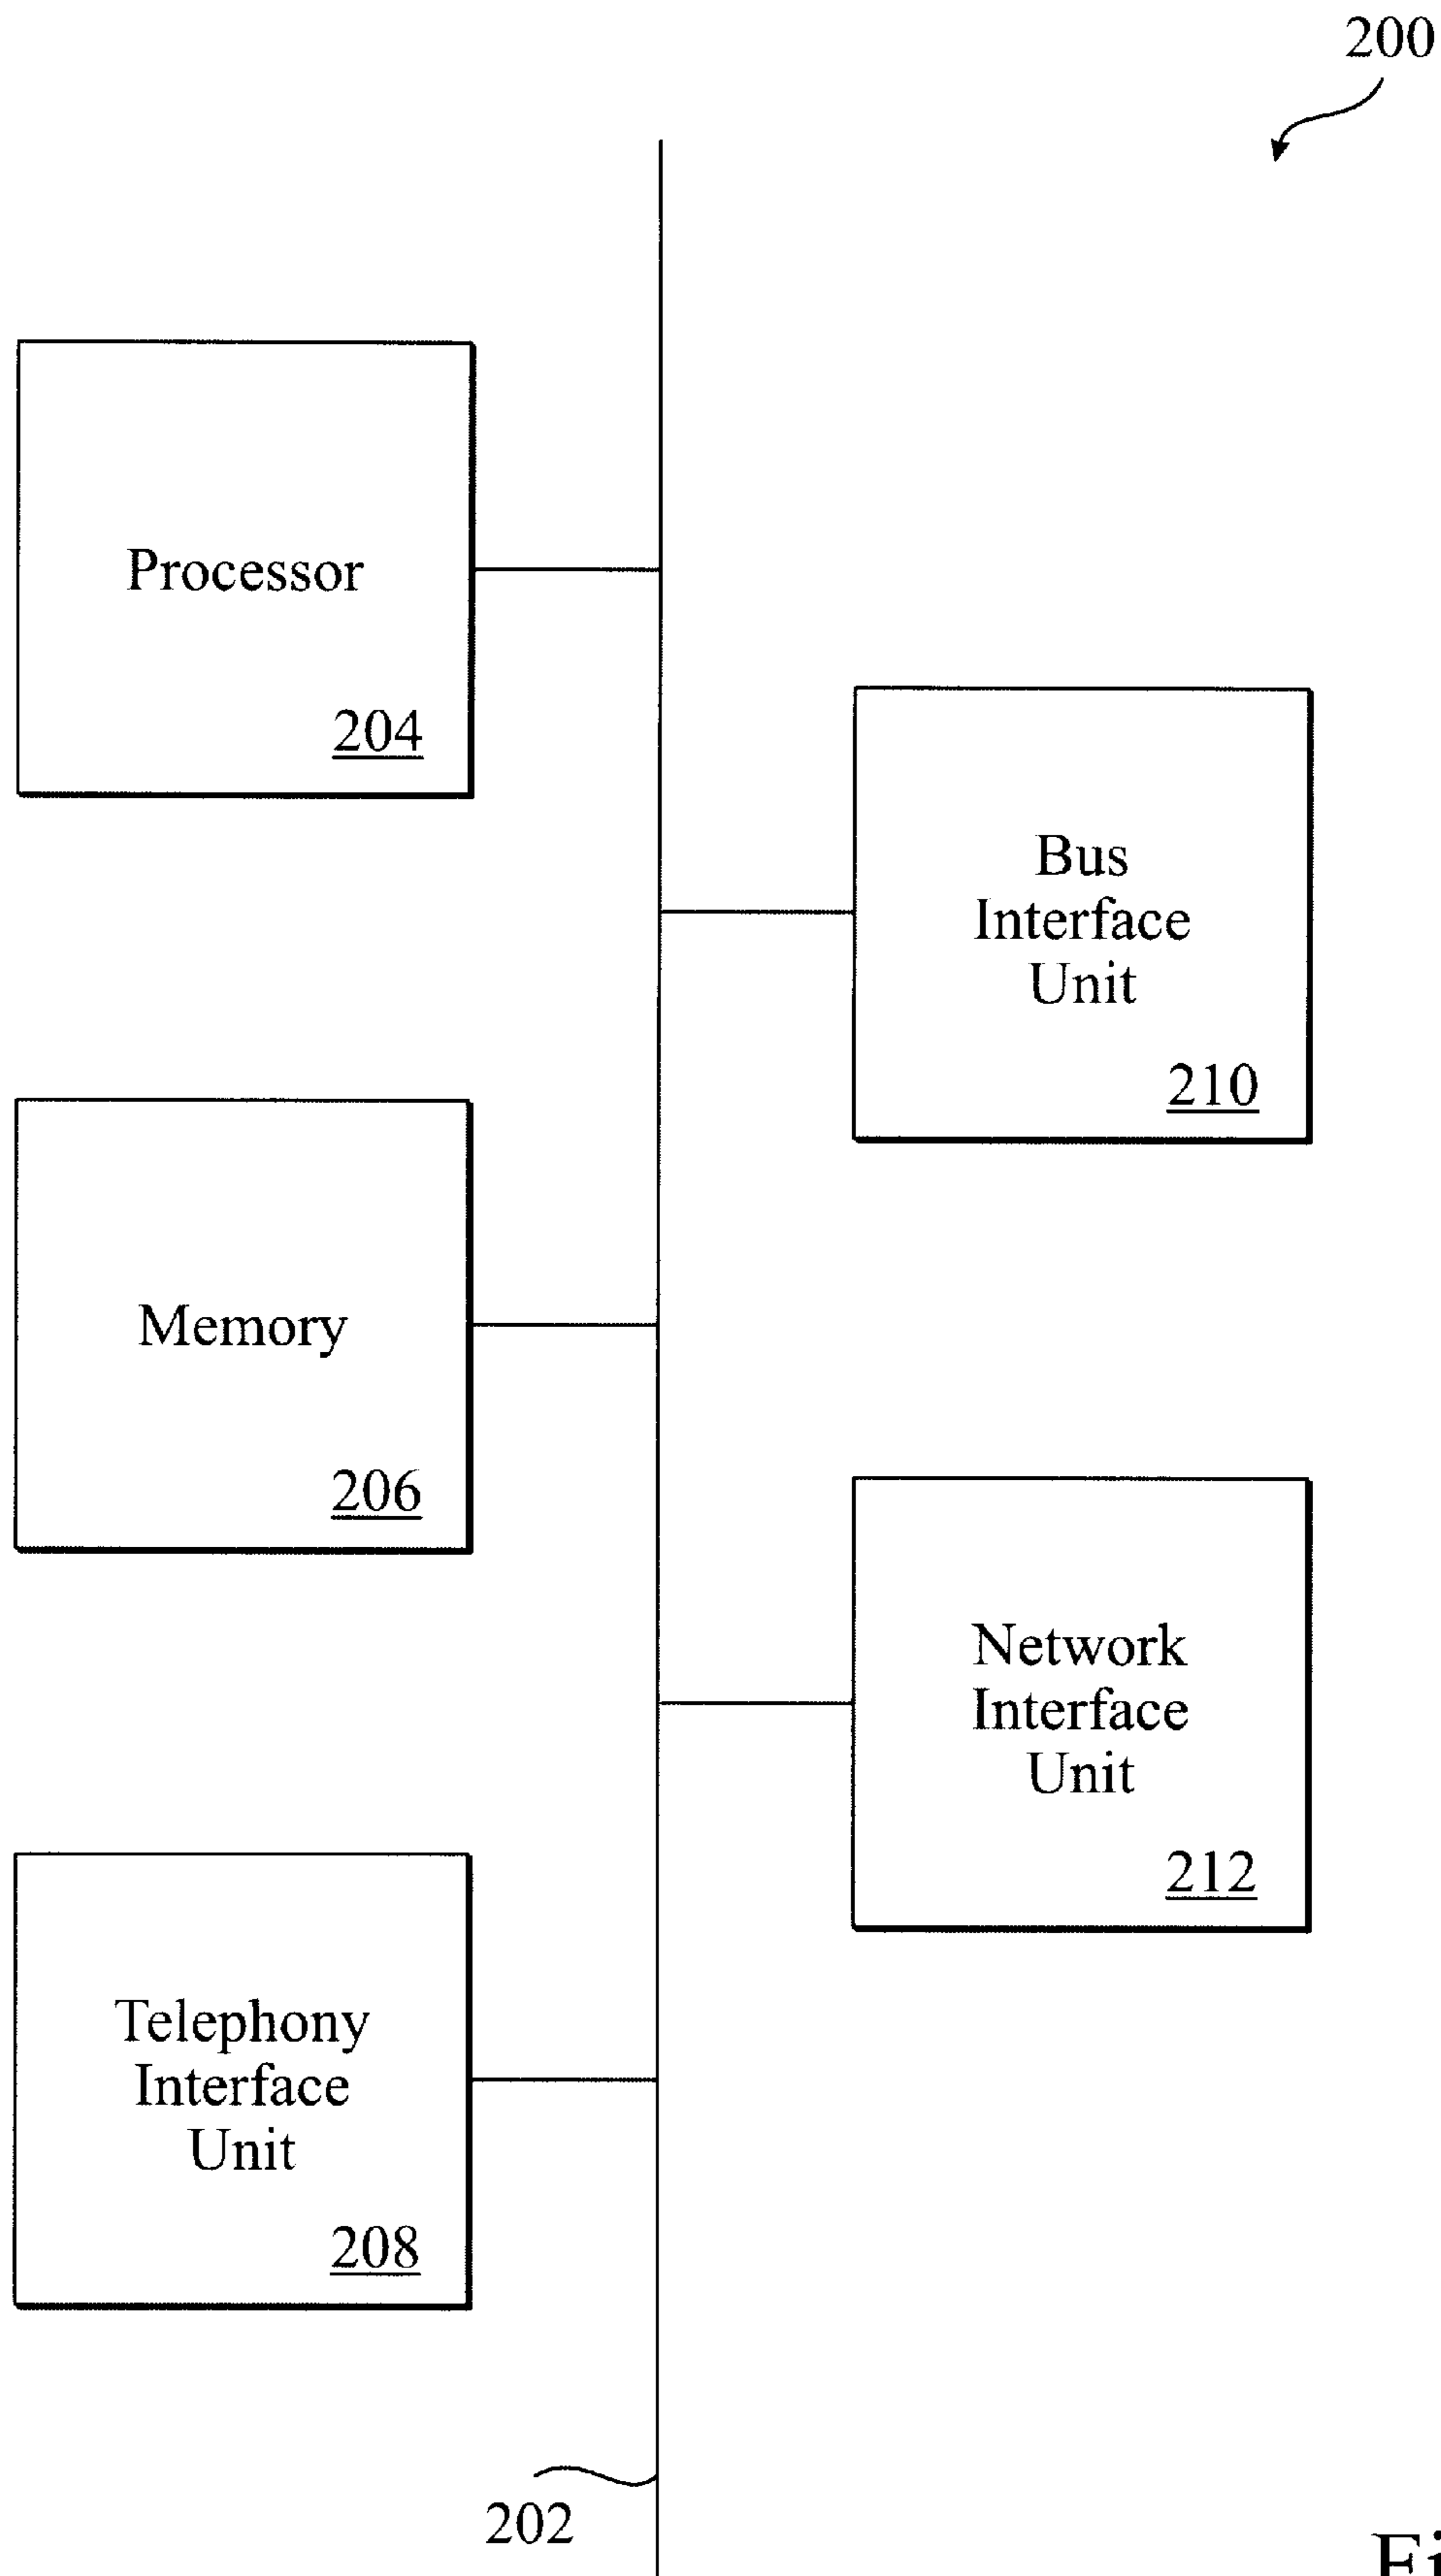 200
Processor
204
Bus
Interface
Unit
210
Memory
206
Network
Interface
Unit
212
Telephony
Interface
Unit
208
202